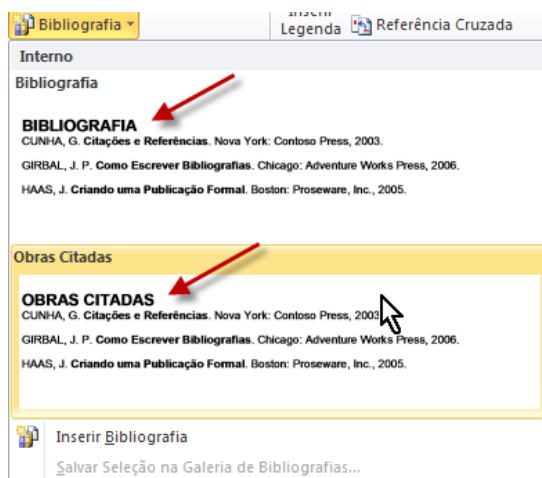 Bibliografia
Legenda Referência Cruzada
Interno
Bibliografia
BIBLIOGRAFIA
CUNHA, G. Citações e Referências. Nova York: Contoso Press, 2003.
GIRBAL, J. P. Como Escrever Bibliografias. Chicago: Adventure Works Press, 2006.
HAAS, J. Criando uma Publicação Formal. Boston: Proseware, Inc., 2005.
Obras Citadas
OBRAS CITADAS
CUNHA, G. Citações e Referências. Nova York: Contoso Press, 2003
GIRBAL, J. P. Como Escrever Bibliografias. Chicago: Adventure Works Press, 2006.
HAAS, J. Criando uma Publicação Formal. Boston: Proseware, Inc., 2005.
Inserir Bibliografia
Salvar Seleção na Galeria de Bibliografias...